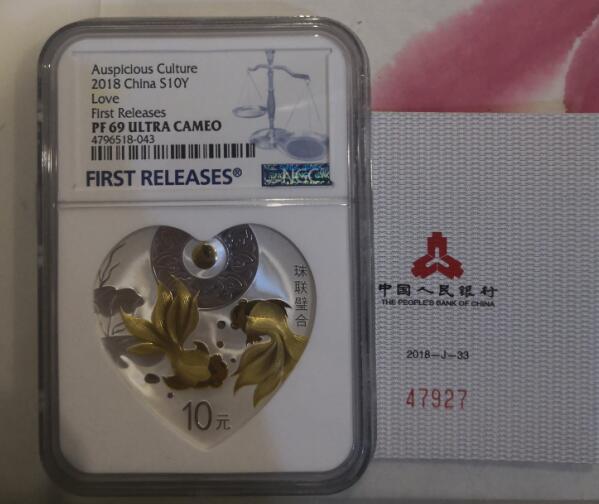 Auspicious Culture
2018 China S10Y
Love
First Releases
PF 69 ULTRA CAMEO
4796518-043
FIRST RELEASES®
NGC
珠联璧合
10元
中国人民银行
THE PEOPLE'S BANK OF CHINA
2018-J-33
47927